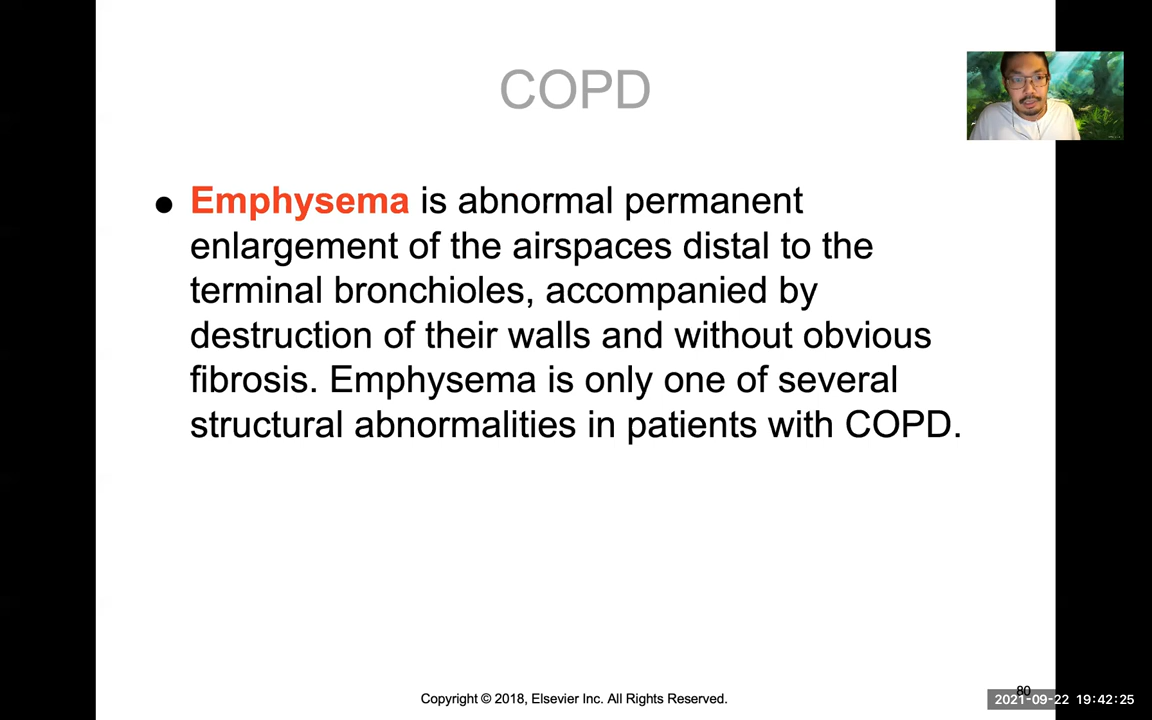 COPD
● Emphysema is abnormal permanent
enlargement of the airspaces distal to the
terminal bronchioles, accompanied by
destruction of their walls and without obvious
fibrosis. Emphysema is only one of several
structural abnormalities in patients with COPD.
Copyright © 2018, Elsevier Inc. All Rights Reserved.
80
2021-09-22 19:42:25